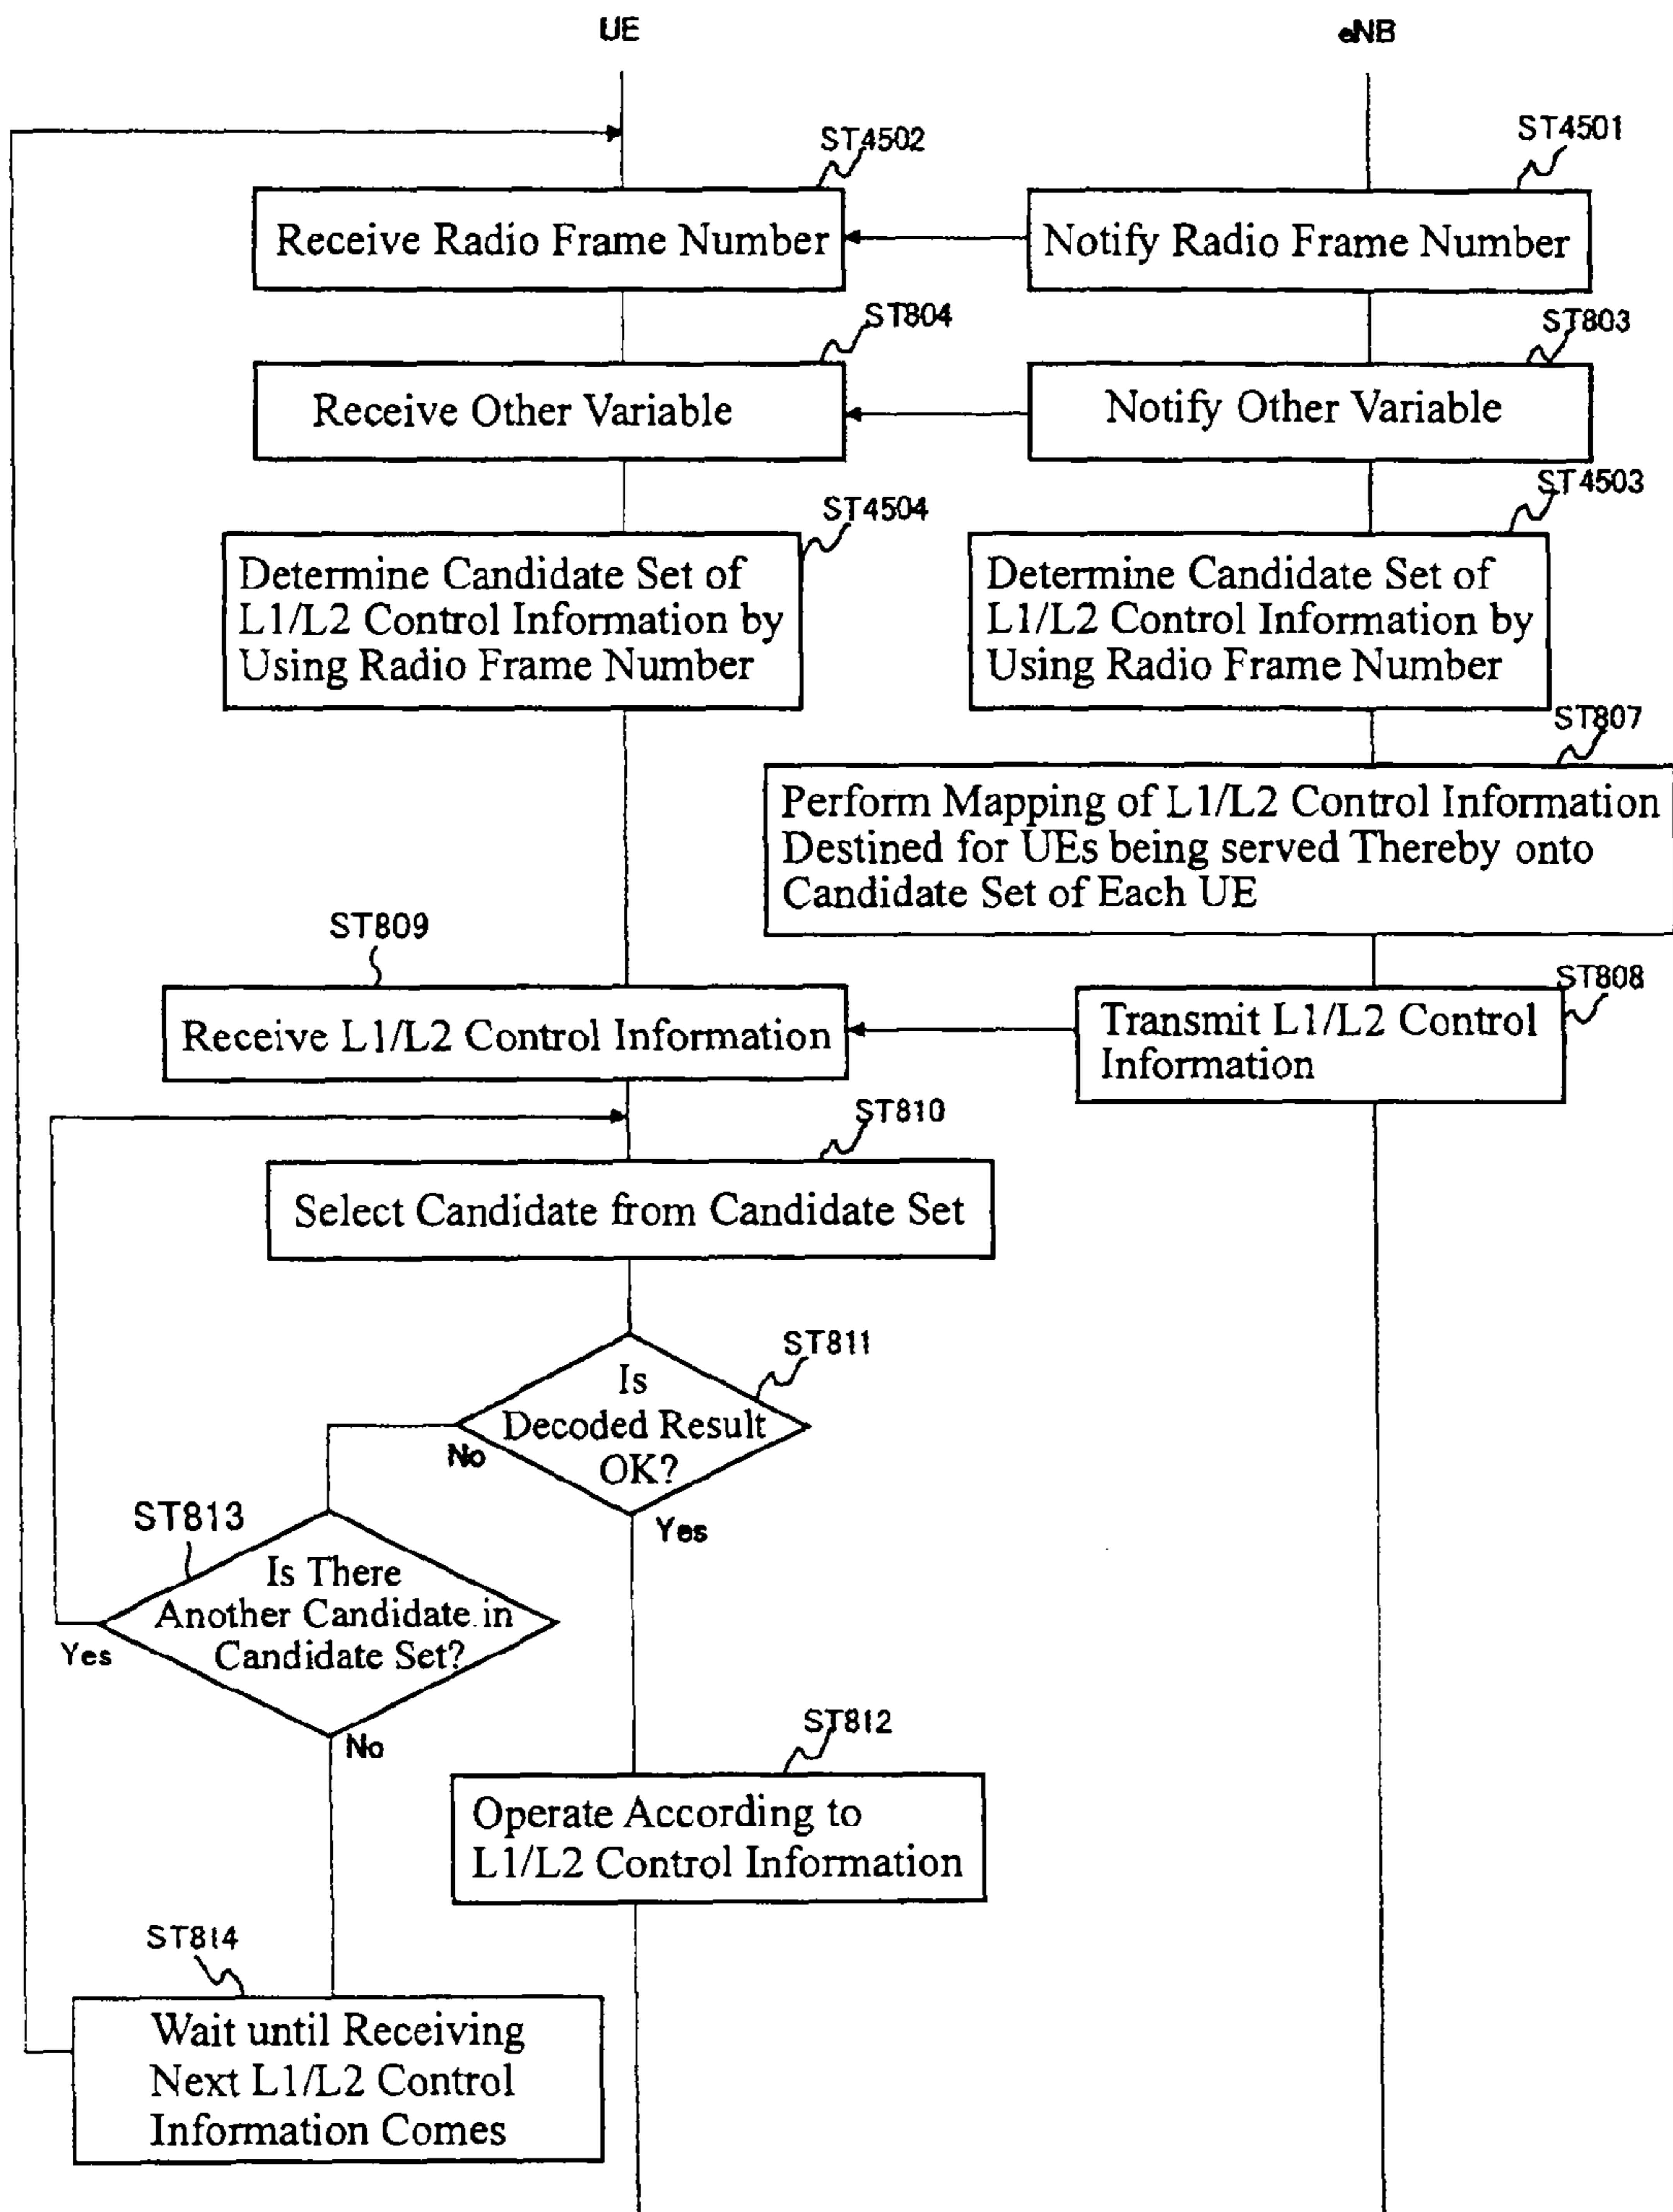 UE
eNB
ST4502
ST4501
Receive Radio Frame Number
Notify Radio Frame Number
ST804
ST803
Receive Other Variable
Notify Other Variable
ST4504
ST4503
Determine Candidate Set of
L1/L2 Control Information by
Using Radio Frame Number
Determine Candidate Set of
L1/L2 Control Information by
Using Radio Frame Number
ST807
Perform Mapping of L1/L2 Control Information
Destined for UEs being served Thereby onto
Candidate Set of Each UE
ST809
ST808
Receive L1/L2 Control Information
Transmit L1/L2 Control
Information
ST810
Select Candidate from Candidate Set
ST811
Is
Decoded Result
OK?
No
Yes
ST813
Is There
Another Candidate in
Candidate Set?
Yes
No
ST812
Operate According to
L1/L2 Control Information
ST814
Wait until Receiving
Next L1/L2 Control
Information Comes